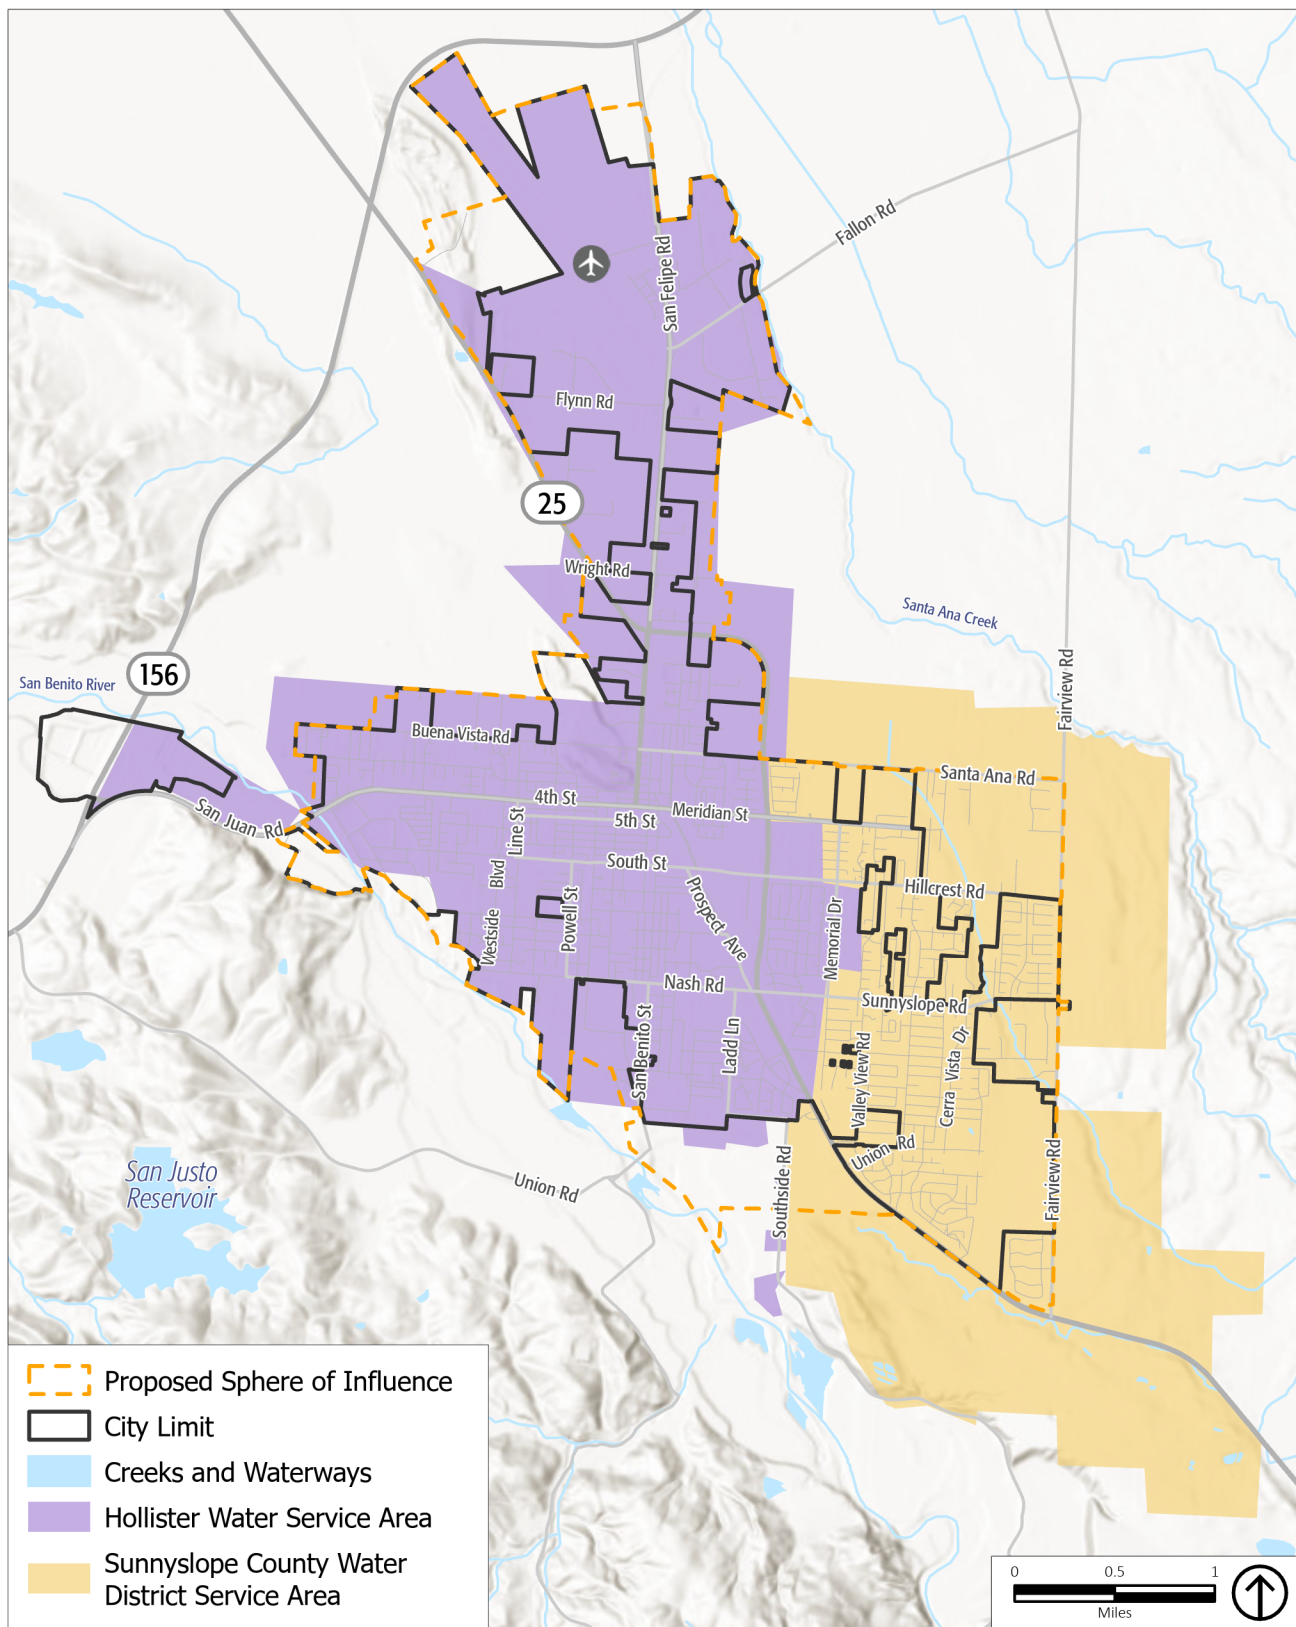 Fallon Rd
San Felipe Rd
Flynn Rd
25
Wright Rd
Santa Ana Creek
Fairview Rd
156
San Benito River
Buena Vista Rd
Santa Ana Rd
4th St
Meridian St
San Juan Rd
5th St
Line St
South St
Hillcrest Rd
Westside Blvd
Powell St
Prospect Ave
Memorial Dr
Nash Rd
Sunnyslope Rd
San Benito St
Ladd Ln
Valley View Rd
Cerra Vista Dr
Union Rd
Fairview Rd
San Justo
Reservoir
Union Rd
Southside Rd
Proposed Sphere of Influence
City Limit
Creeks and Waterways
Hollister Water Service Area
Sunnyslope County Water
District Service Area
0 0.5 1
Miles